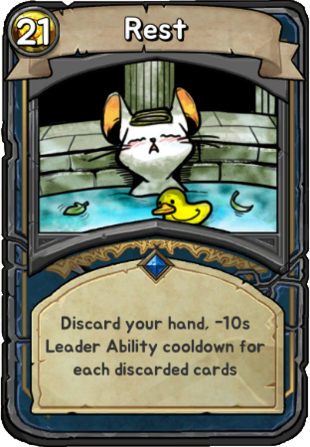 21
Rest
Discard your hand, -10s
Leader Ability cooldown for
each discarded cards